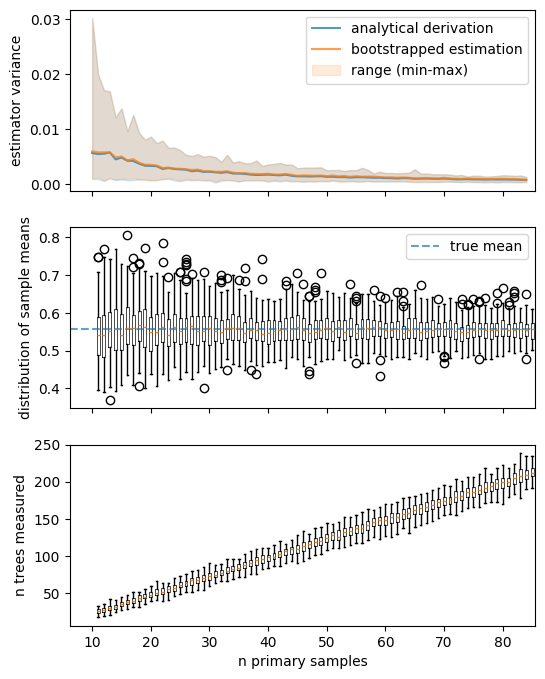 0.03
0.02
0.01
0.00
estimator variance
analytical derivation
bootstrapped estimation
range (min-max)
0.8
0.7
0.6
0.5
0.4
distribution of sample means
true mean
250
200
150
100
50
n trees measured
10 20 30 40 50 60 70 80
n primary samples